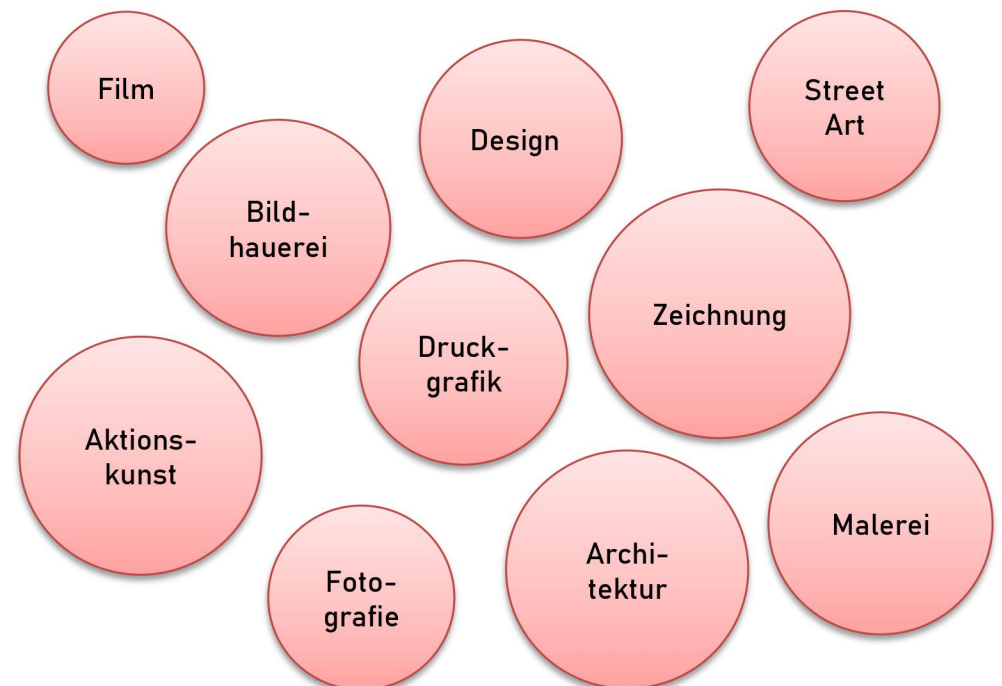 Film
Street
Art
Design
Bild-
hauerei
Zeichnung
Druck-
grafik
Aktions-
kunst
Malerei
Archi-
tektur
Foto-
grafie